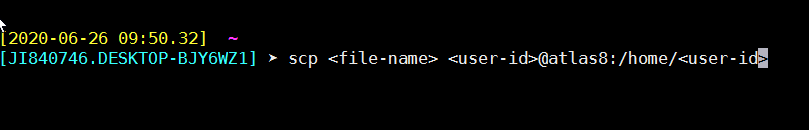 [2020-06-26 09:50.32] ~
[JI840746.DESKTOP-BJY6WZ1] ➤ scp <file-name> <user-id>@atlas8:/home/<user-id>